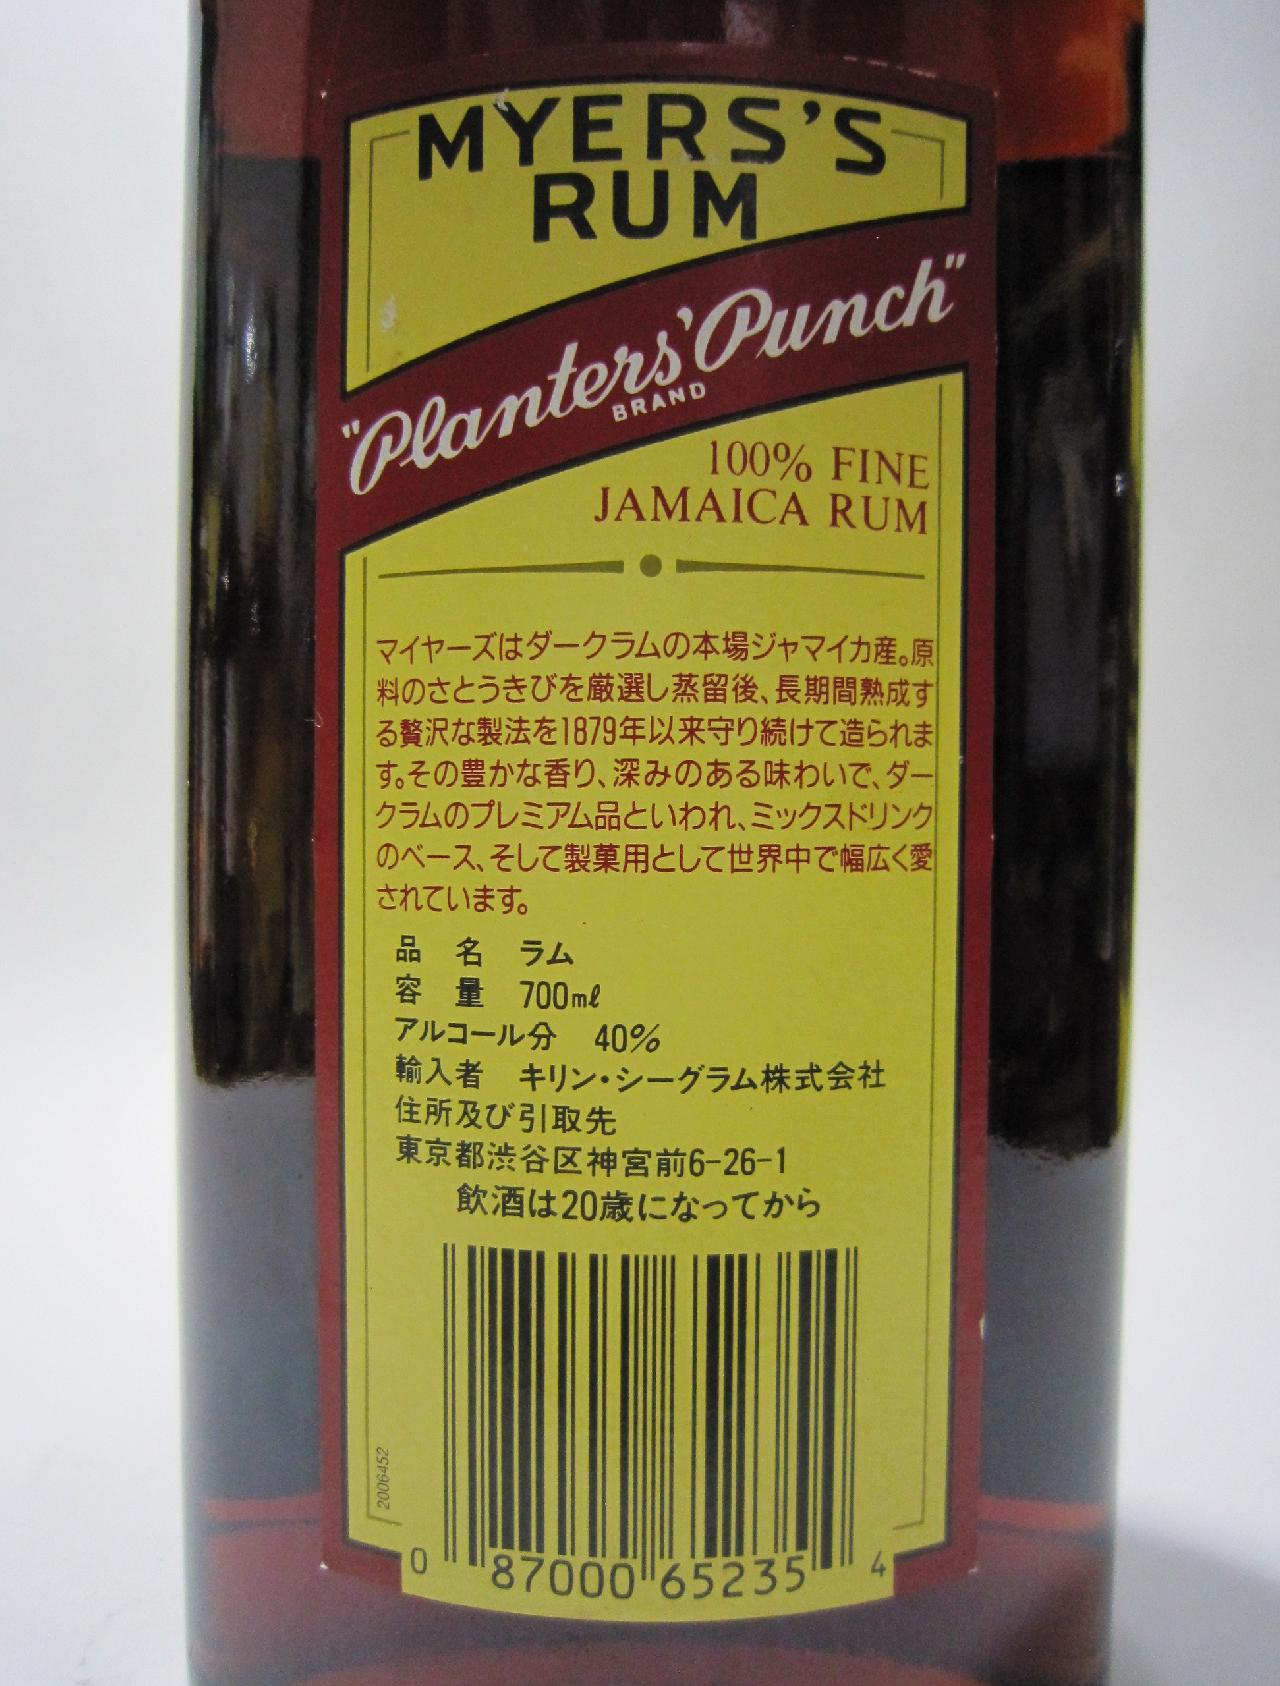 MYERS'S
RUM
"Planters' Punch"
BRAND
100% FINE
JAMAICA RUM
マイヤーズはダークラムの本場ジャマイカ産。原
料のさとうきびを厳選し蒸留後、長期間熟成す
る贅沢な製法を1879年以来守り続けて造られま
す。その豊かな香り、深みのある味わいで、ダー
クラムのプレミアム品といわれ、ミックスドリンク
のベース、そして製菓用として世界中で幅広く愛
されています。
品 名 ラム
容 量 700mℓ
アルコール分 40%
輸入者 キリン・シーグラム株式会社
住所及び引取先
東京都渋谷区神宮前6-26-1
飲酒は20歳になってから
2006452
0 87000 65235 4